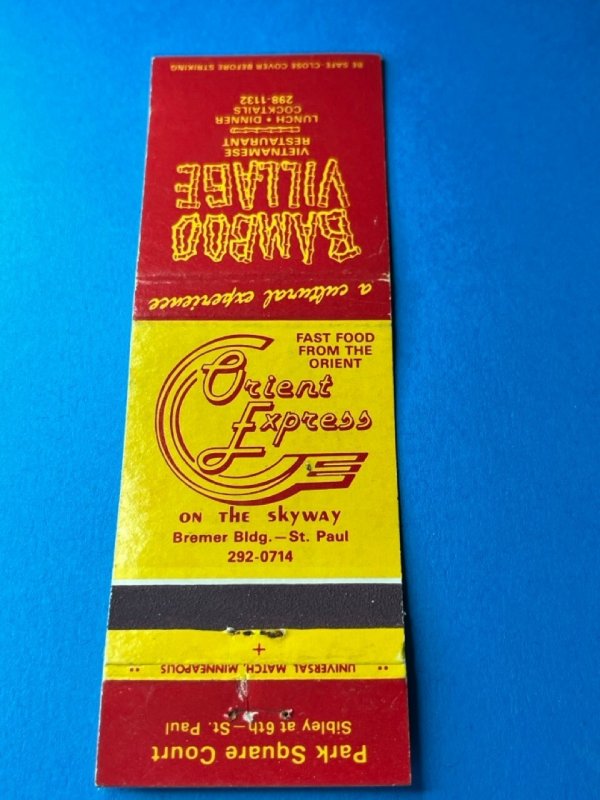 BE SAFE-CLOSE COVER BEFORE STRIKING
298-1132
COCKTAILS
LUNCH • DINNER
RESTAURANT
VIETNAMESE
VILLAGE
BAMBOO
a cultural experience
FAST FOOD
FROM THE
ORIENT
Orient
Express
ON THE SKYWAY
Bremer Bldg.—St. Paul
292-0714
UNIVERSAL MATCH, MINNEAPOLIS
Sibley at 6th—St. Paul
Park Square Court